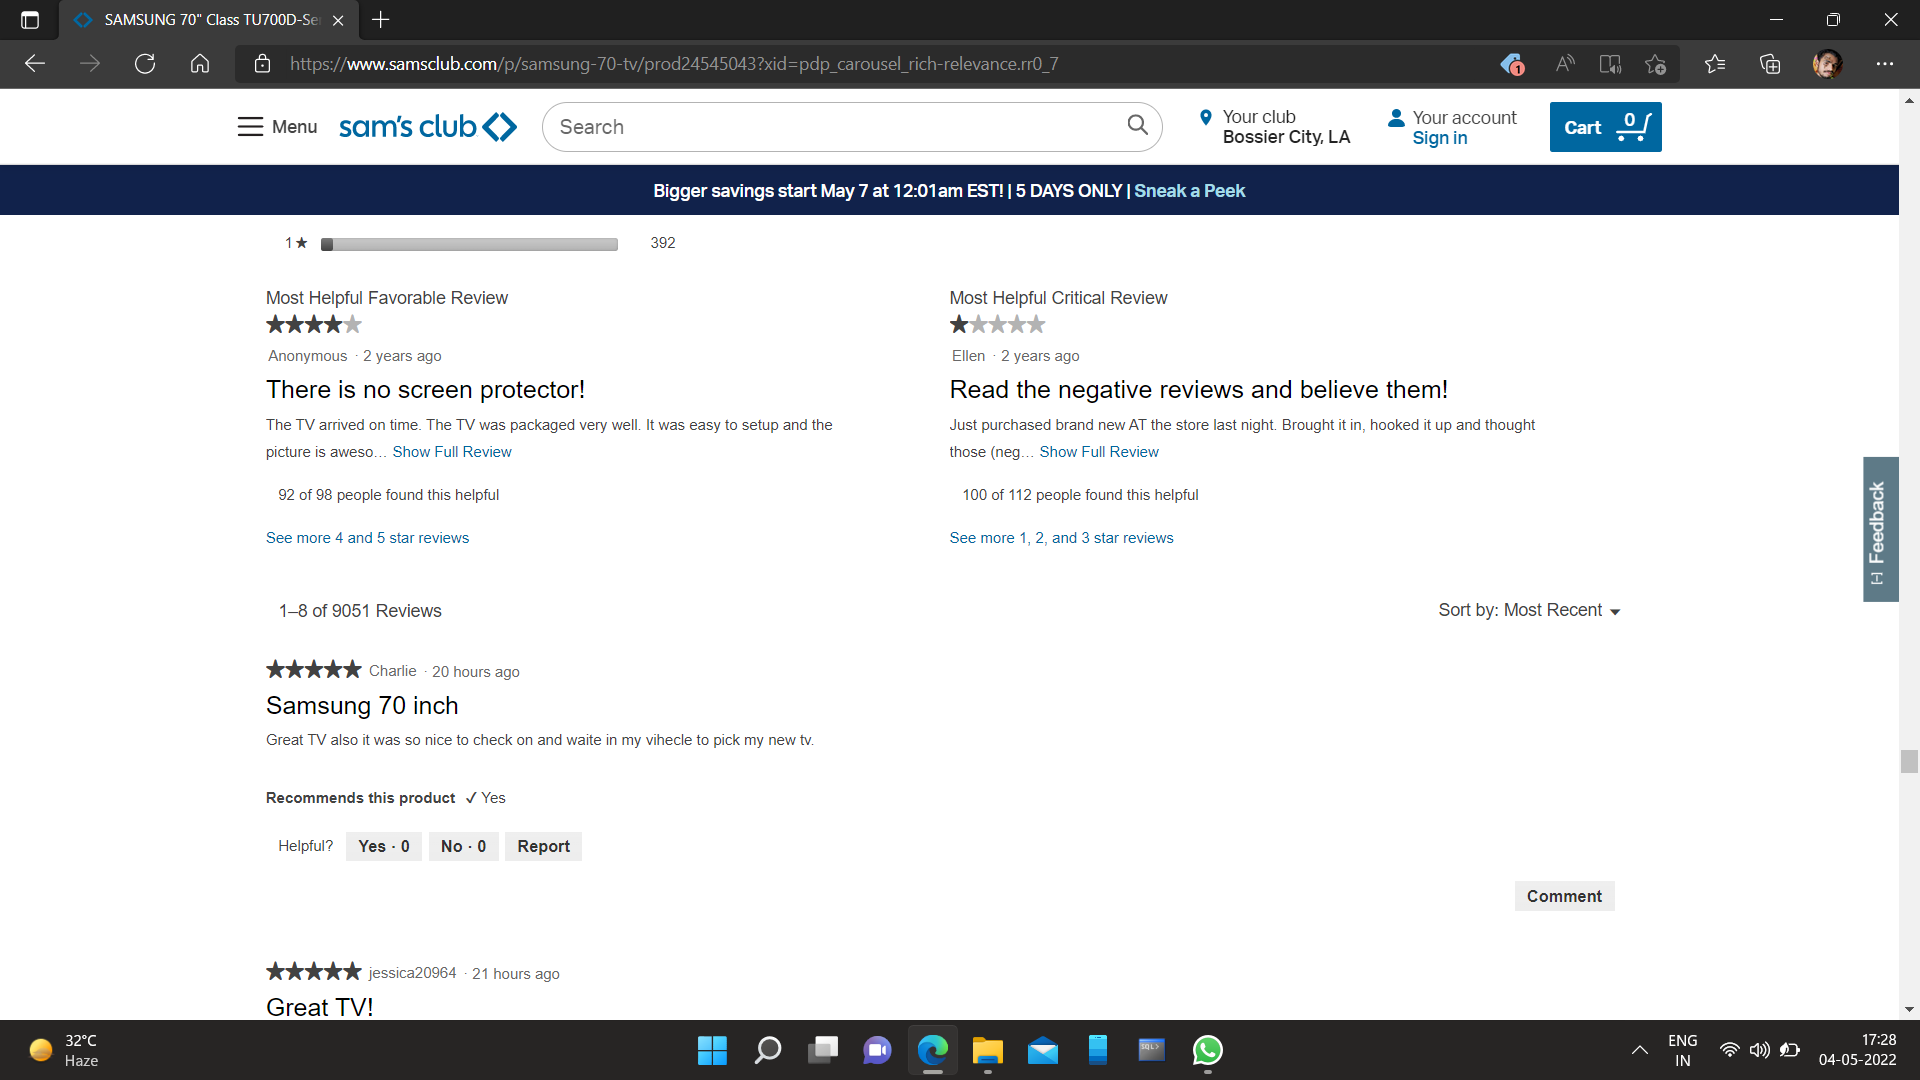 SAMSUNG 70" Class TU700D-Se
https://www.samsclub.com/p/samsung-70-tv/prod24545043?xid=pdp_carousel_rich-relevance.rr0_7
1
Menu
sam's club
Search
Your club
Bossier City, LA
Your account
Sign in
Cart
0
Bigger savings start May 7 at 12:01am EST! | 5 DAYS ONLY | Sneak a Peek
1★ 392
Most Helpful Favorable Review
Anonymous · 2 years ago
There is no screen protector!
The TV arrived on time. The TV was packaged very well. It was easy to setup and the
picture is aweso… Show Full Review
92 of 98 people found this helpful
See more 4 and 5 star reviews
Most Helpful Critical Review
Ellen · 2 years ago
Read the negative reviews and believe them!
Just purchased brand new AT the store last night. Brought it in, hooked it up and thought
those (neg… Show Full Review
100 of 112 people found this helpful
See more 1, 2, and 3 star reviews
[-] Feedback
1–8 of 9051 Reviews
Sort by: Most Recent
Charlie · 20 hours ago
Samsung 70 inch
Great TV also it was so nice to check on and waite in my vihecle to pick my new tv.
Recommends this product ✓ Yes
Helpful? Yes · 0 No · 0 Report
Comment
jessica20964 · 21 hours ago
Great TV!
32°C
Haze
SQL>
ENG
IN
17:28
04-05-2022